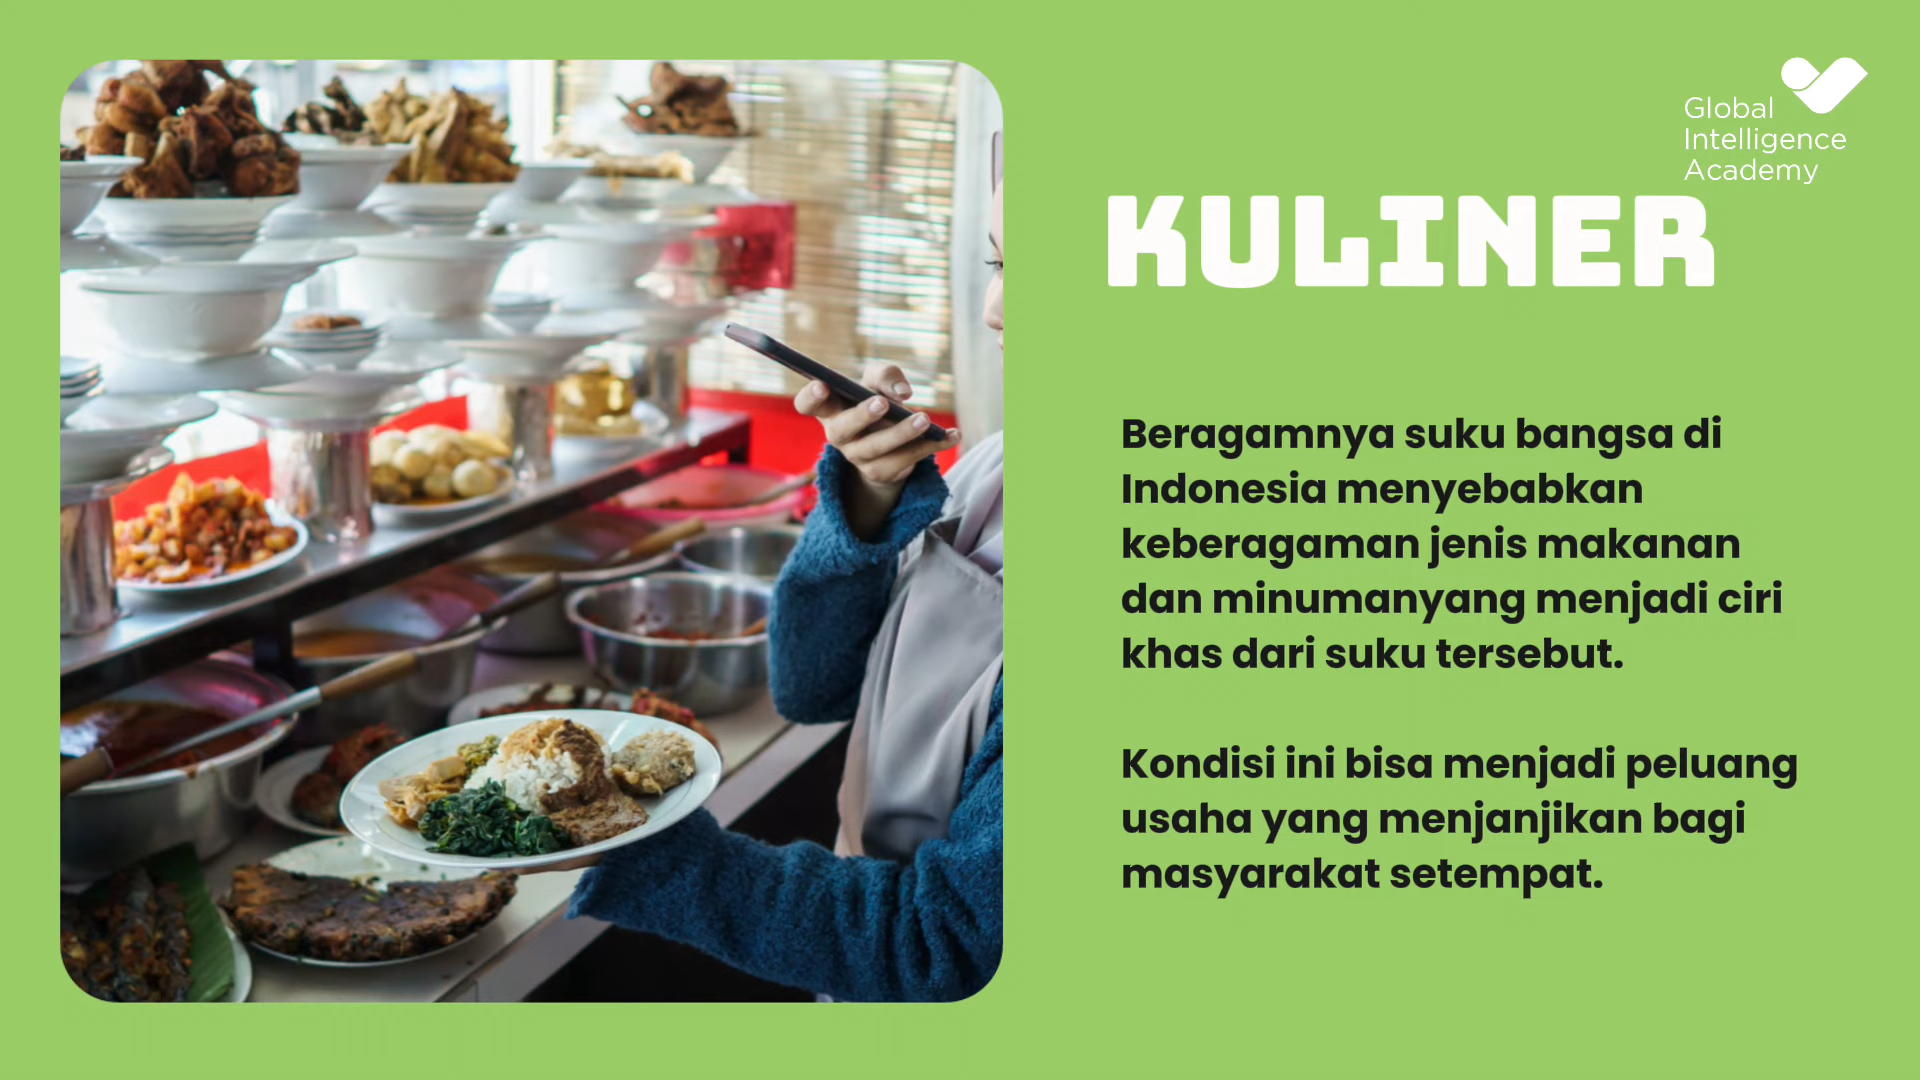 Global
Intelligence
Academy
KULINER
Beragamnya suku bangsa di
Indonesia menyebabkan
keberagaman jenis makanan
dan minumanyang menjadi ciri
khas dari suku tersebut.
Kondisi ini bisa menjadi peluang
usaha yang menjanjikan bagi
masyarakat setempat.